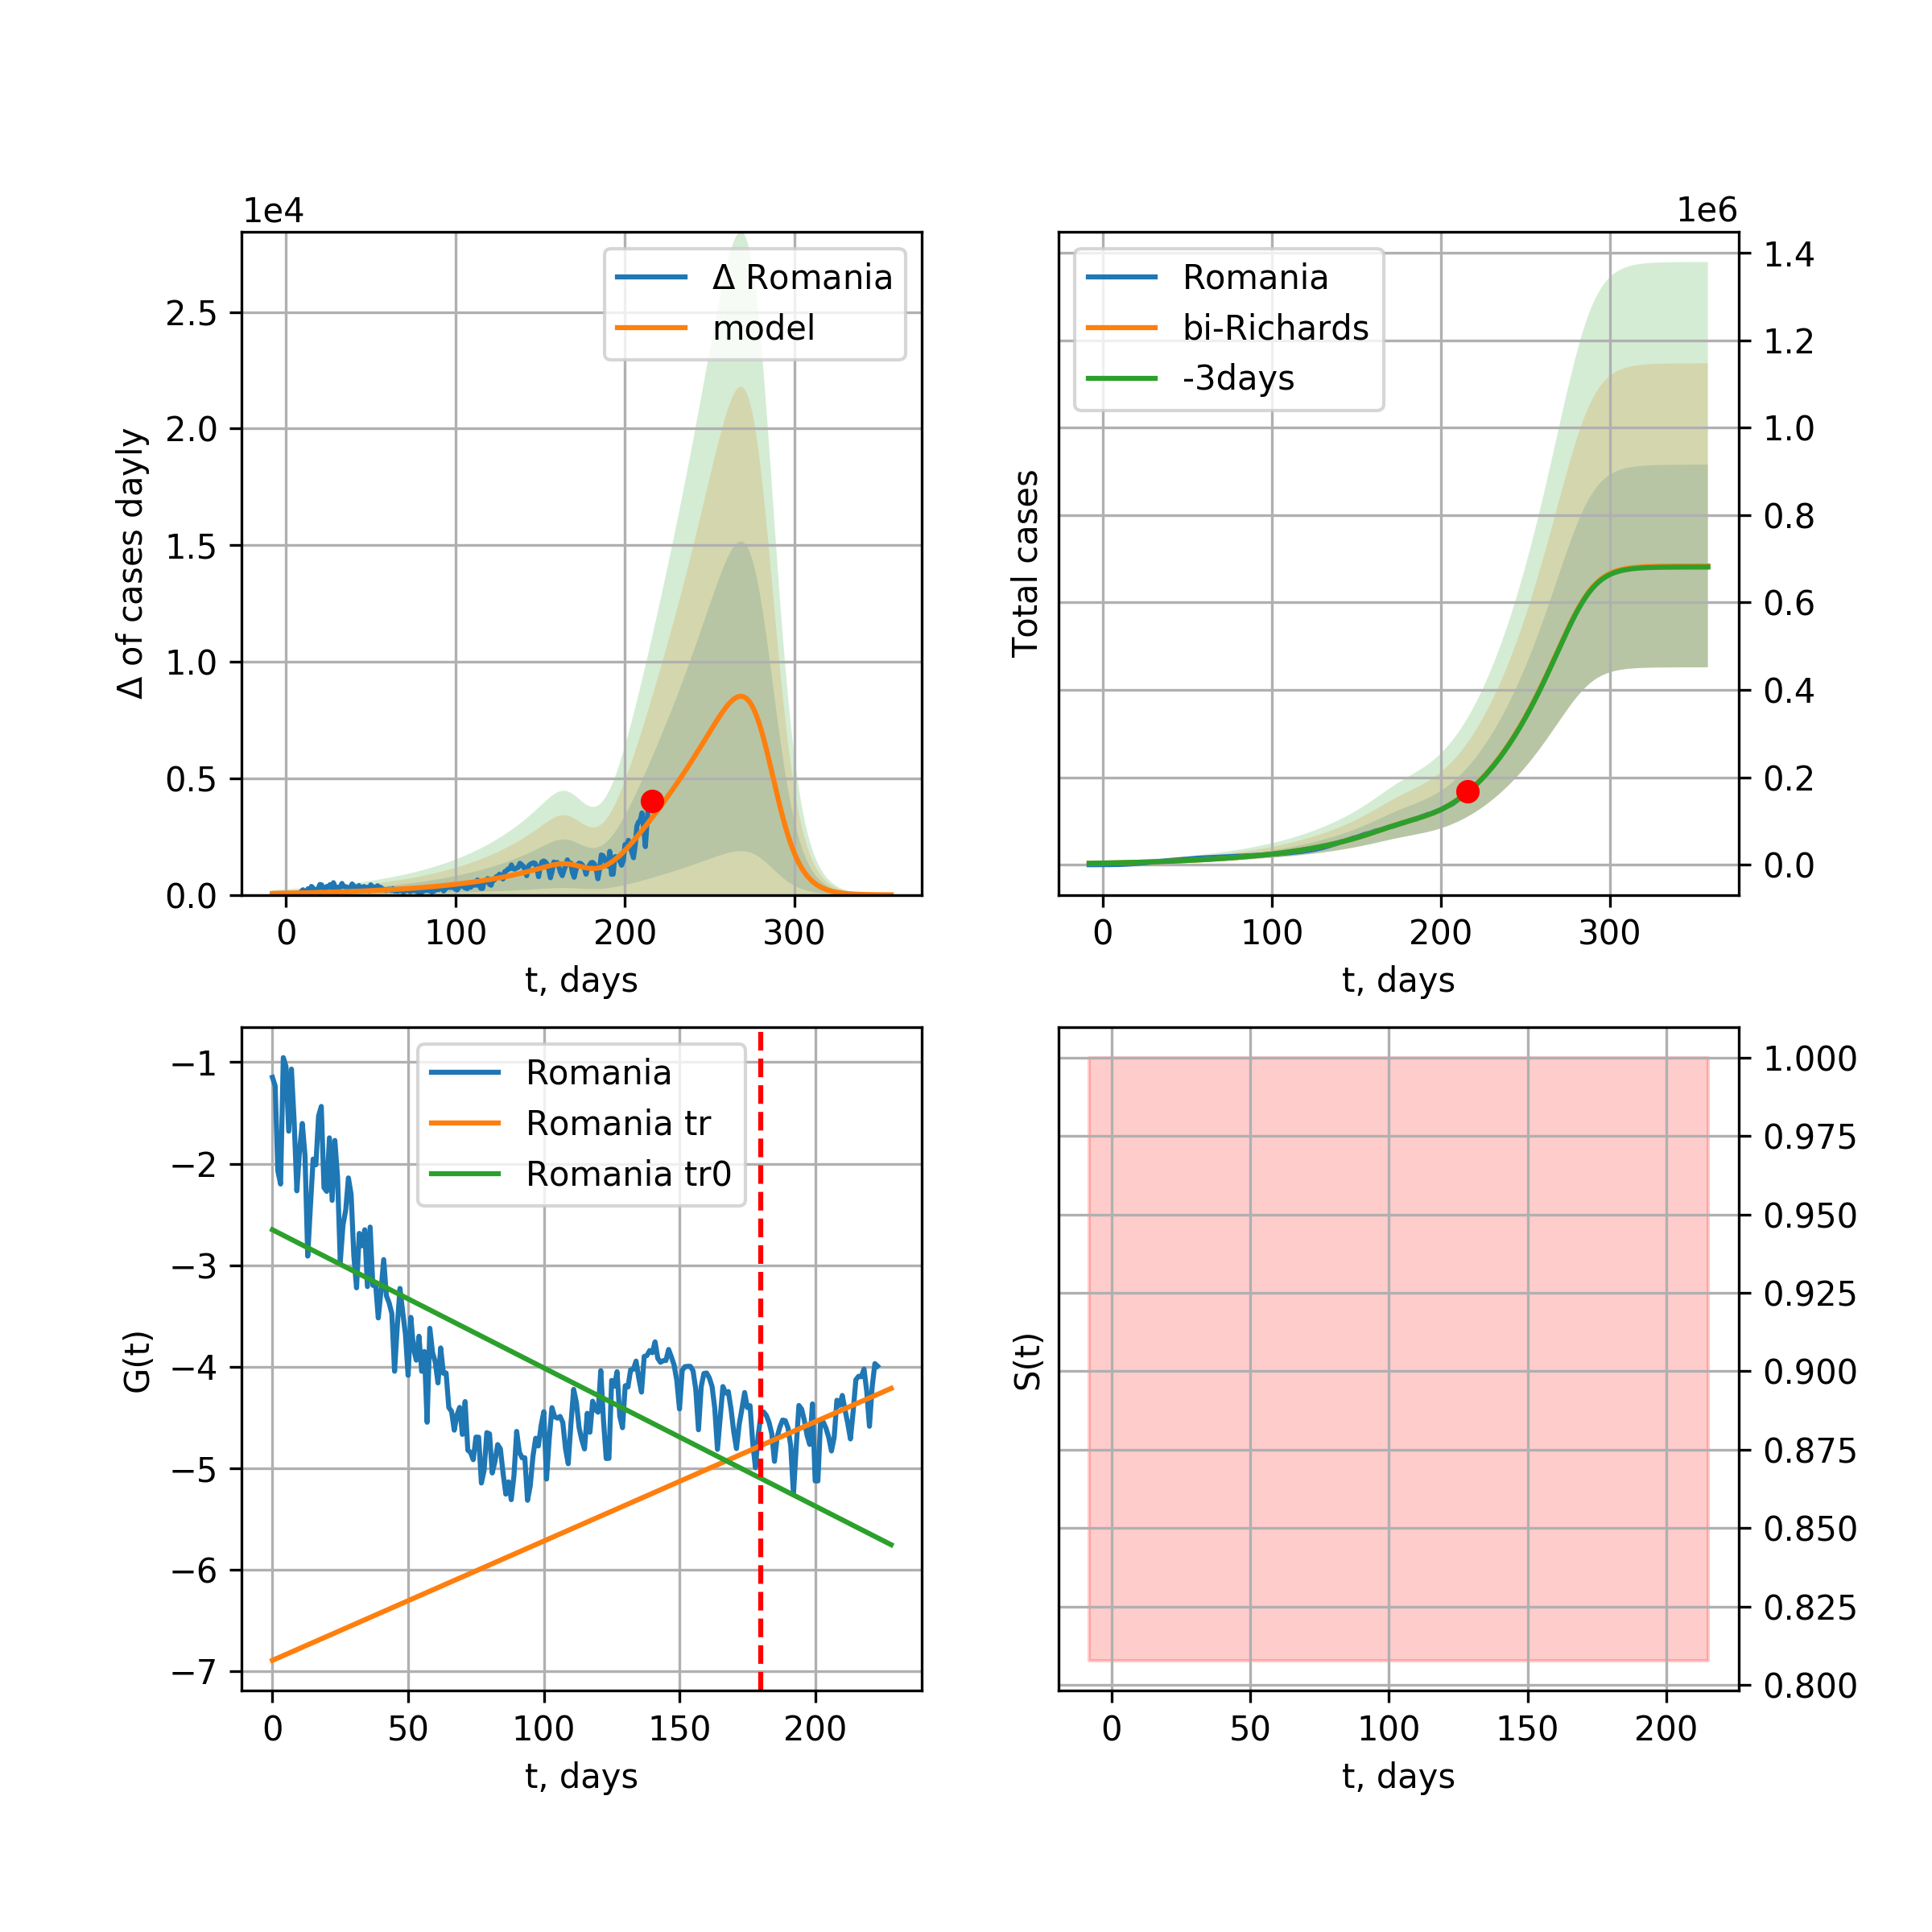 1e4
Δ of cases dayly
2.5
2.0
1.5
1.0
0.5
0.0
Δ Romania
model
0 100 200 300
t, days
1e6
Total cases
Romania
bi-Richards
-3days
1.4
1.2
1.0
0.8
0.6
0.4
0.2
0.0
0 100 200 300
t, days
G(t)
−1
−2
−3
−4
−5
−6
−7
Romania
Romania tr
Romania tr0
0 50 100 150 200
t, days
S(t)
1.000
0.975
0.950
0.925
0.900
0.875
0.850
0.825
0.800
0 50 100 150 200
t, days